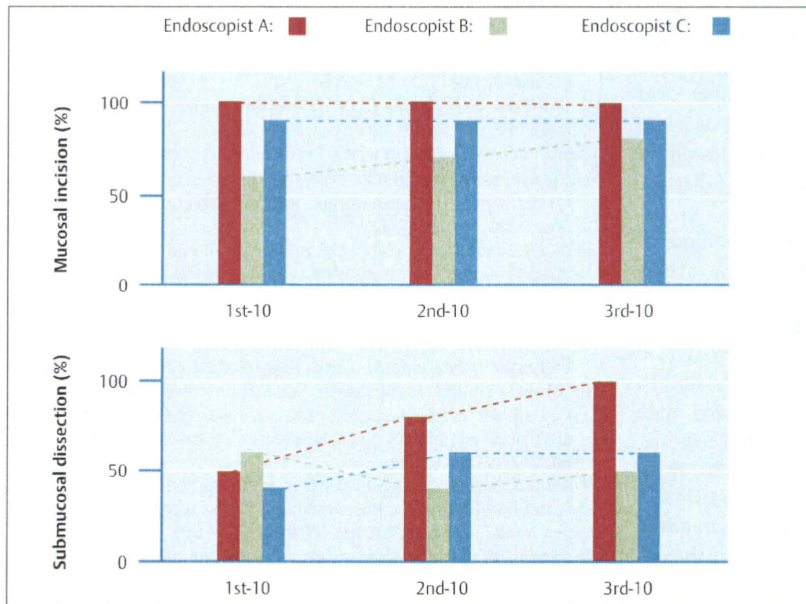 Endoscopist A: Endoscopist B: Endoscopist C:
Mucosal incision (%)
100
50
0
1st-10 2nd-10 3rd-10
Submucosal dissection (%)
100
50
0
1st-10 2nd-10 3rd-10